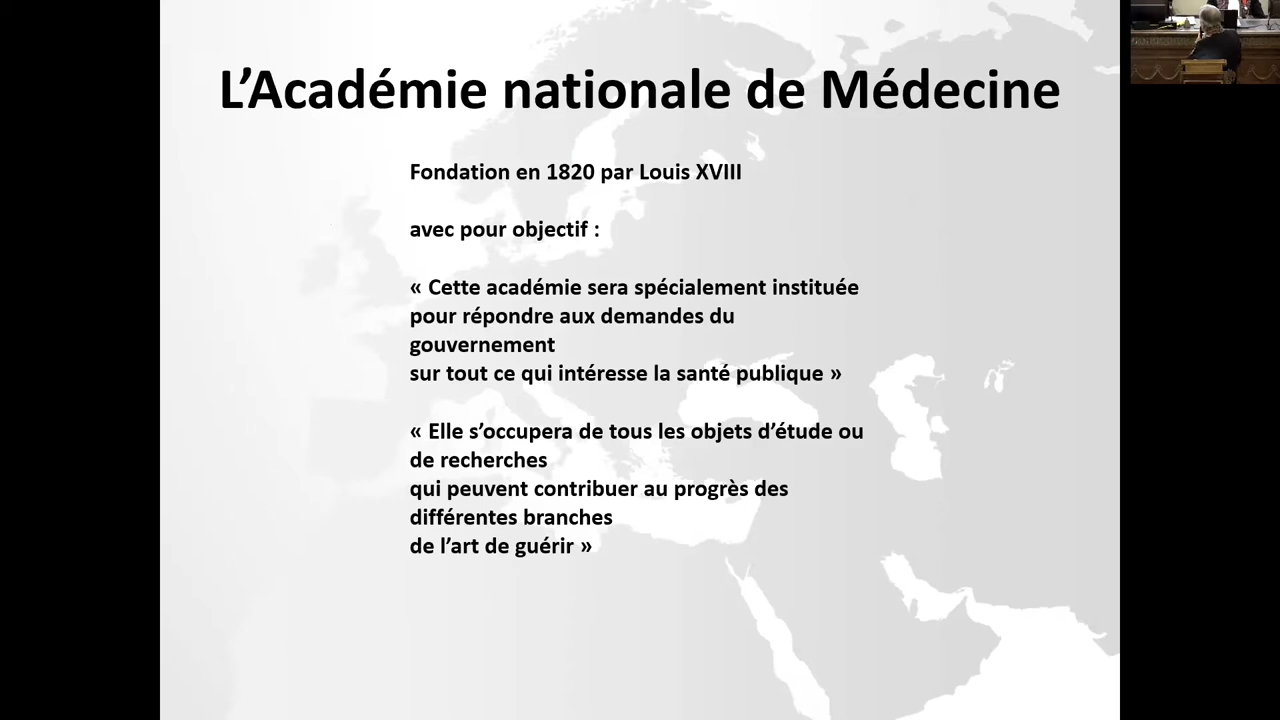 L’Académie nationale de Médecine
Fondation en 1820 par Louis XVIII
avec pour objectif :
« Cette académie sera spécialement instituée
pour répondre aux demandes du
gouvernement
sur tout ce qui intéresse la santé publique »
« Elle s’occupera de tous les objets d’étude ou
de recherches
qui peuvent contribuer au progrès des
différentes branches
de l’art de guérir »